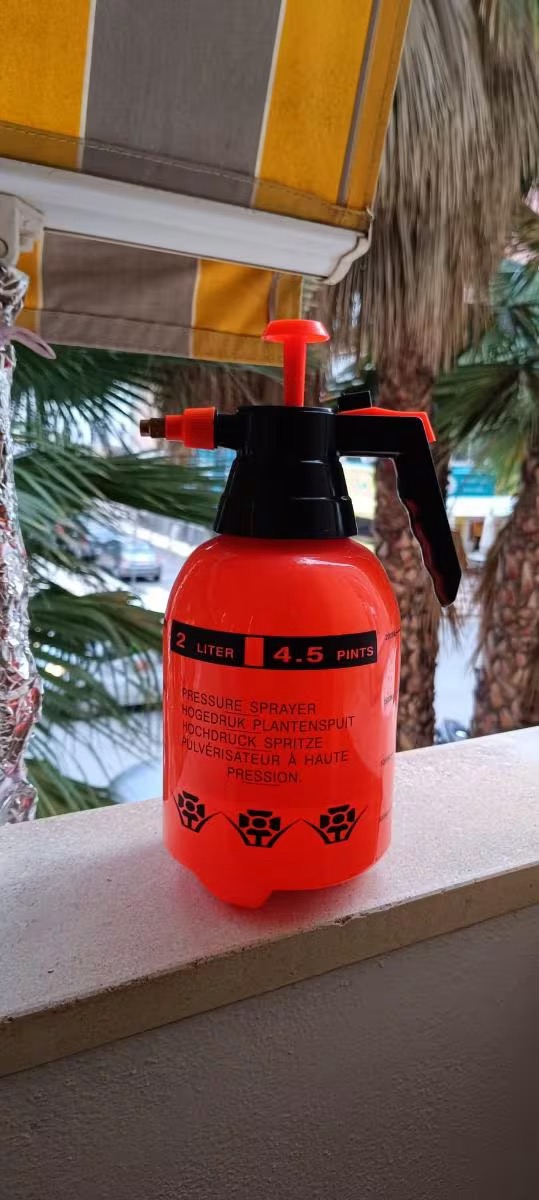 2 LITER 4.5 PINTS
PRESSURE SPRAYER
HOGEDRUK PLANTENSPUIT
HOCHDRUCK SPRITZE
PULVÉRISATEUR À HAUTE
PRESSION.